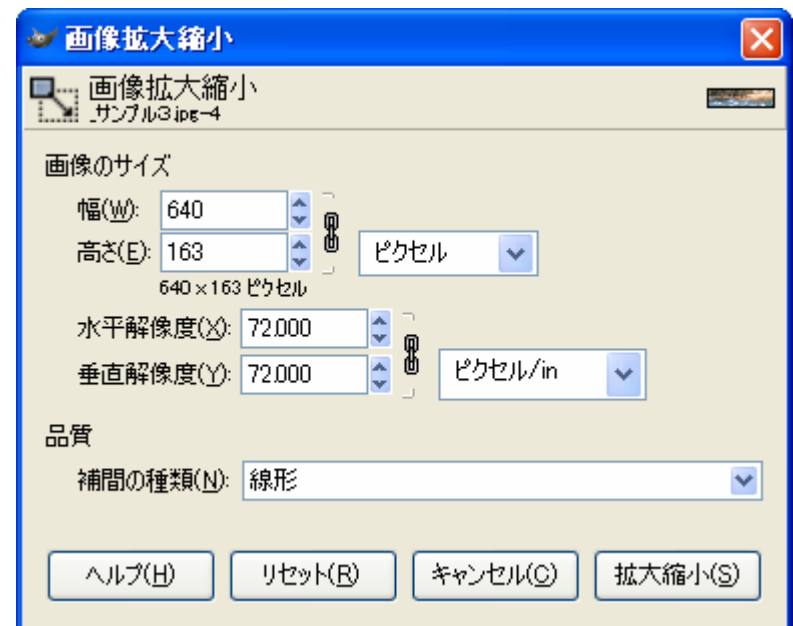 画像拡大縮小
画像拡大縮小
_サンプル3.jpg-4
画像のサイズ
幅(W): 640
高さ(E): 163 ピクセル
640×163 ピクセル
水平解像度(X): 72.000
垂直解像度(Y): 72.000 ピクセル/in
品質
補間の種類(N): 線形
ヘルプ(H) リセット(R) キャンセル(C) 拡大縮小(S)